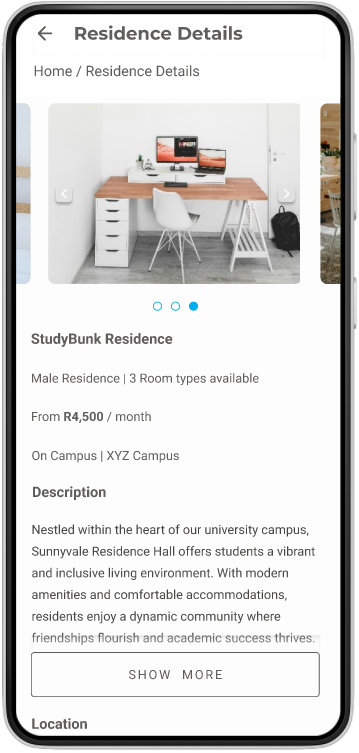 Residence Details
Home / Residence Details
StudyBunk Residence
Male Residence | 3 Room types available
From R4,500 / month
On Campus | XYZ Campus
Description
Nestled within the heart of our university campus,
Sunnyvale Residence Hall offers students a vibrant
and inclusive living environment. With modern
amenities and comfortable accommodations,
residents enjoy a dynamic community where
friendships flourish and academic success thrives.
SHOW MORE
Location